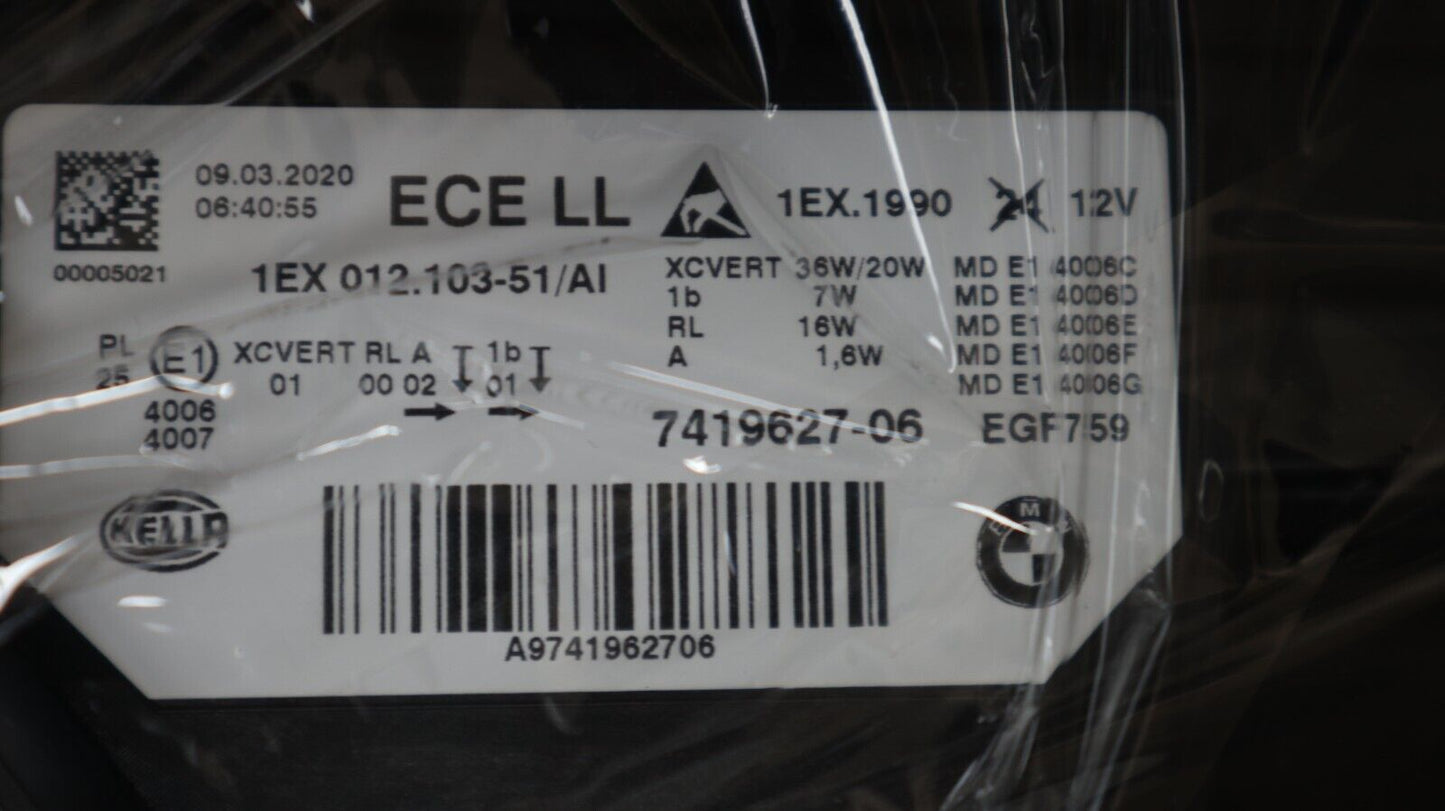 09.03.2020
06:40:55
ECE LL
1EX.1990
24
12V
00005021
1EX 012.103-51/AI
XCVERT 36W/20W
1b 7W
RL 16W
A 1,6W
MD E1 4006C
MD E1 4006D
MD E1 4006E
MD E1 4006F
MD E1 4006G
PL
25
E1
4006
4007
XCVERT RL A 1b
01 00 02 01
7419627-06
EGF759
HELLA
BMW
A9741962706